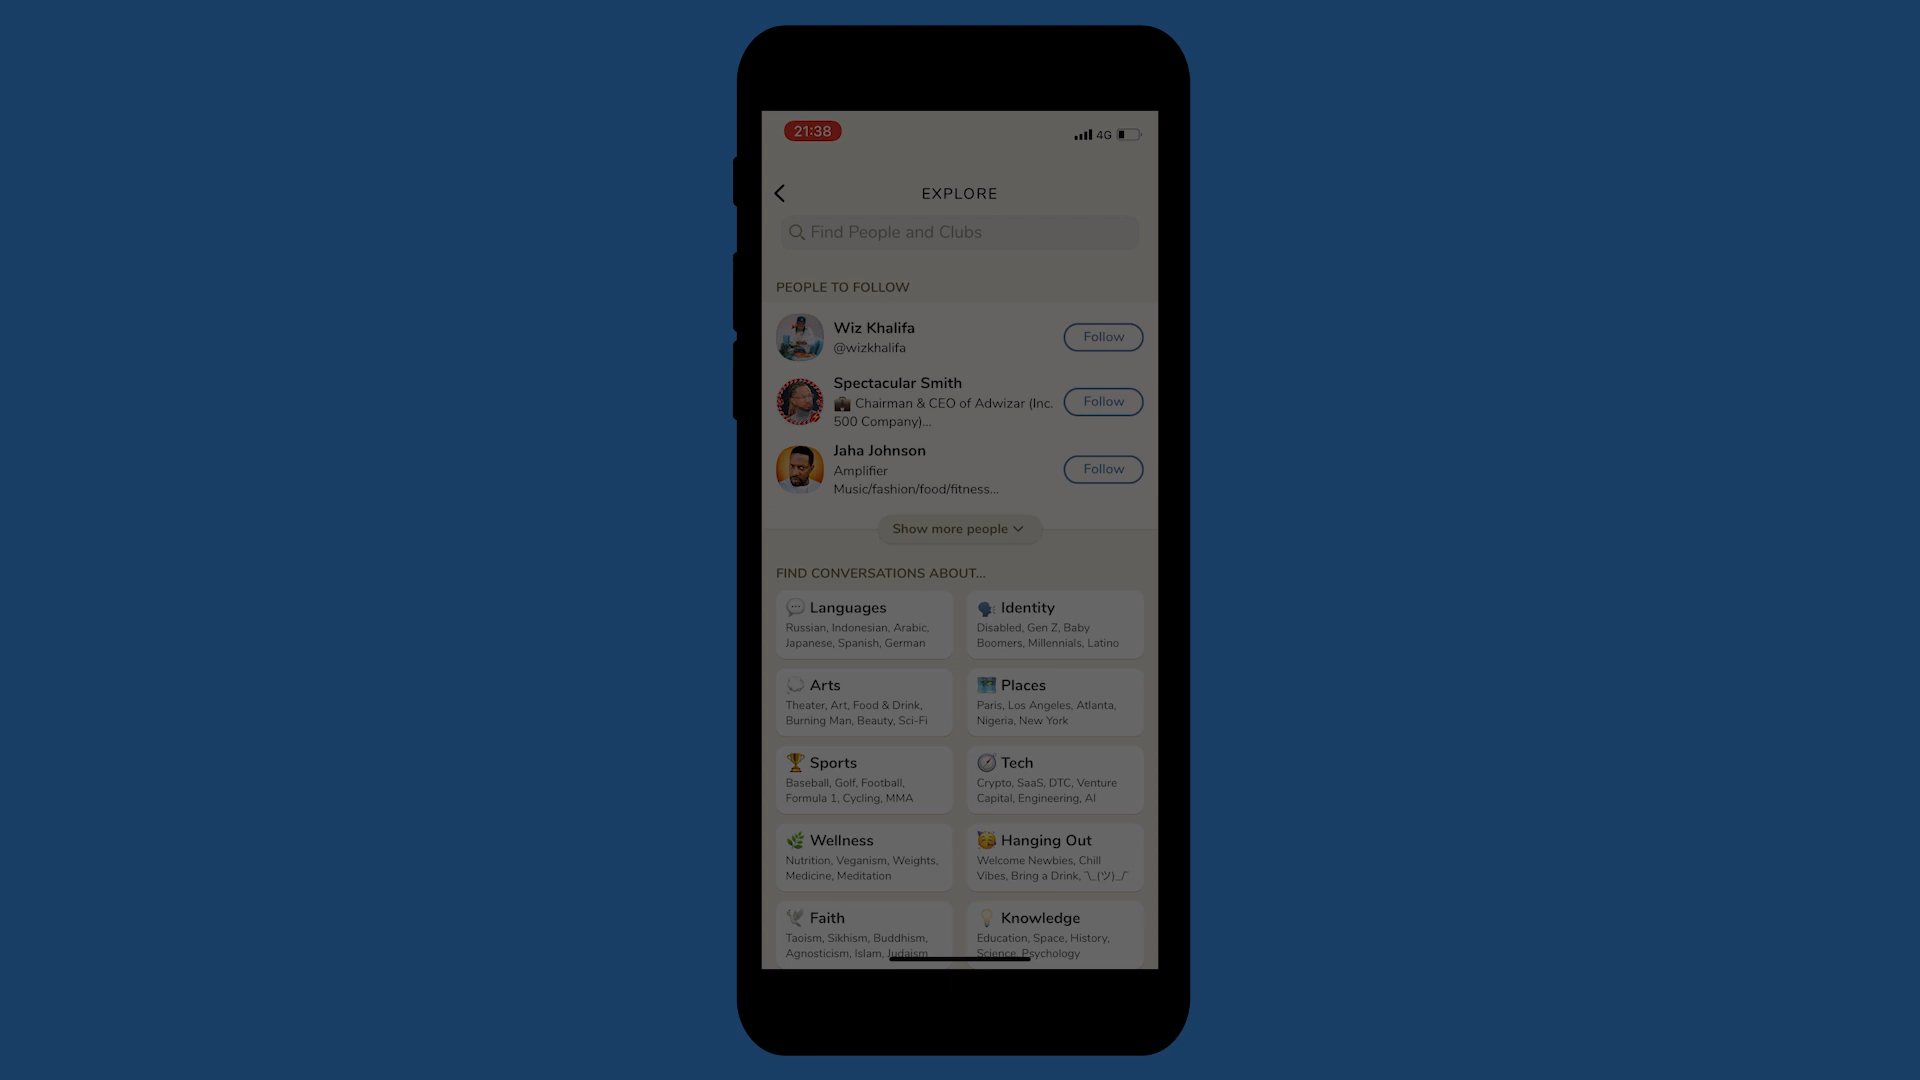 21:38
4G
EXPLORE
Find People and Clubs
PEOPLE TO FOLLOW
Wiz Khalifa
@wizkhalifa
Follow
Spectacular Smith
💼 Chairman & CEO of Adwizar (Inc.
500 Company)...
Follow
Jaha Johnson
Amplifier
Music/fashion/food/fitness...
Follow
Show more people
FIND CONVERSATIONS ABOUT...
💬 Languages
Russian, Indonesian, Arabic,
Japanese, Spanish, German
🗣 Identity
Disabled, Gen Z, Baby
Boomers, Millennials, Latino
Arts
Theater, Art, Food & Drink,
Burning Man, Beauty, Sci-Fi
🗺 Places
Paris, Los Angeles, Atlanta,
Nigeria, New York
🏆 Sports
Baseball, Golf, Football,
Formula 1, Cycling, MMA
🧭 Tech
Crypto, SaaS, DTC, Venture
Capital, Engineering, AI
🌿 Wellness
Nutrition, Veganism, Weights,
Medicine, Meditation
🥳 Hanging Out
Welcome Newbies, Chill
Vibes, Bring a Drink, ¯\_(ツ)_/¯
🕊 Faith
Taoism, Sikhism, Buddhism,
Agnosticism, Islam, Judaism
💡 Knowledge
Education, Space, History,
Science, Psychology